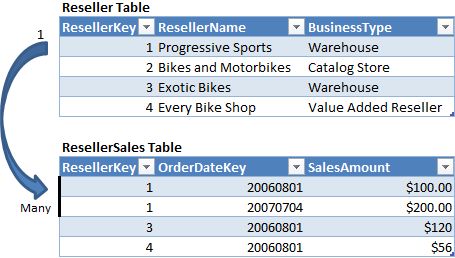 Reseller Table
ResellerKey ResellerName BusinessType
1
1 Progressive Sports Warehouse
2 Bikes and Motorbikes Catalog Store
3 Exotic Bikes Warehouse
4 Every Bike Shop Value Added Reseller
ResellerSales Table
ResellerKey OrderDateKey SalesAmount
1 20060801 $100.00
Many
1 20070704 $200.00
3 20060801 $120
4 20060801 $56